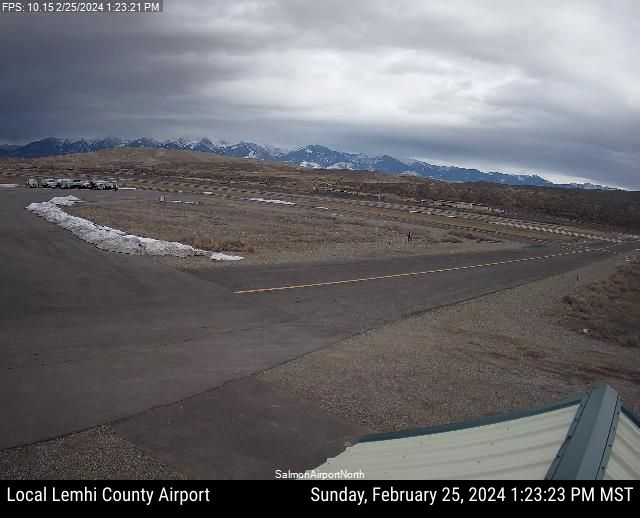 FPS: 10.15 2/25/2024 1:23:21 PM
SalmonAirportNorth
Local Lemhi County Airport Sunday, February 25, 2024 1:23:23 PM MST